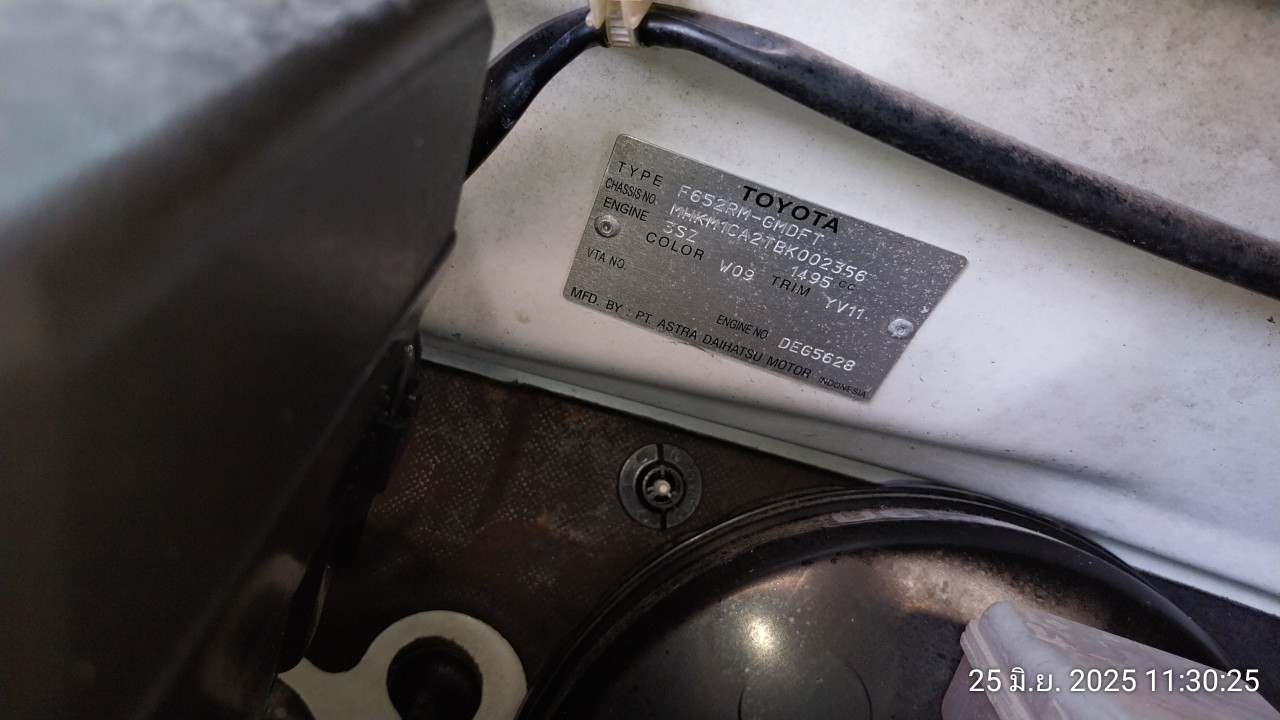 TOYOTA
TYPE F652RM-GMDFT
CHASSIS NO. MHKM1CA2TBK002356
ENGINE 3SZ 1495 cc
COLOR W09 TRIM YV11
VTA NO.
ENGINE NO. DEG5628
MFD. BY : PT. ASTRA DAIHATSU MOTOR INDONESIA
25 มิ.ย. 2025 11:30:25